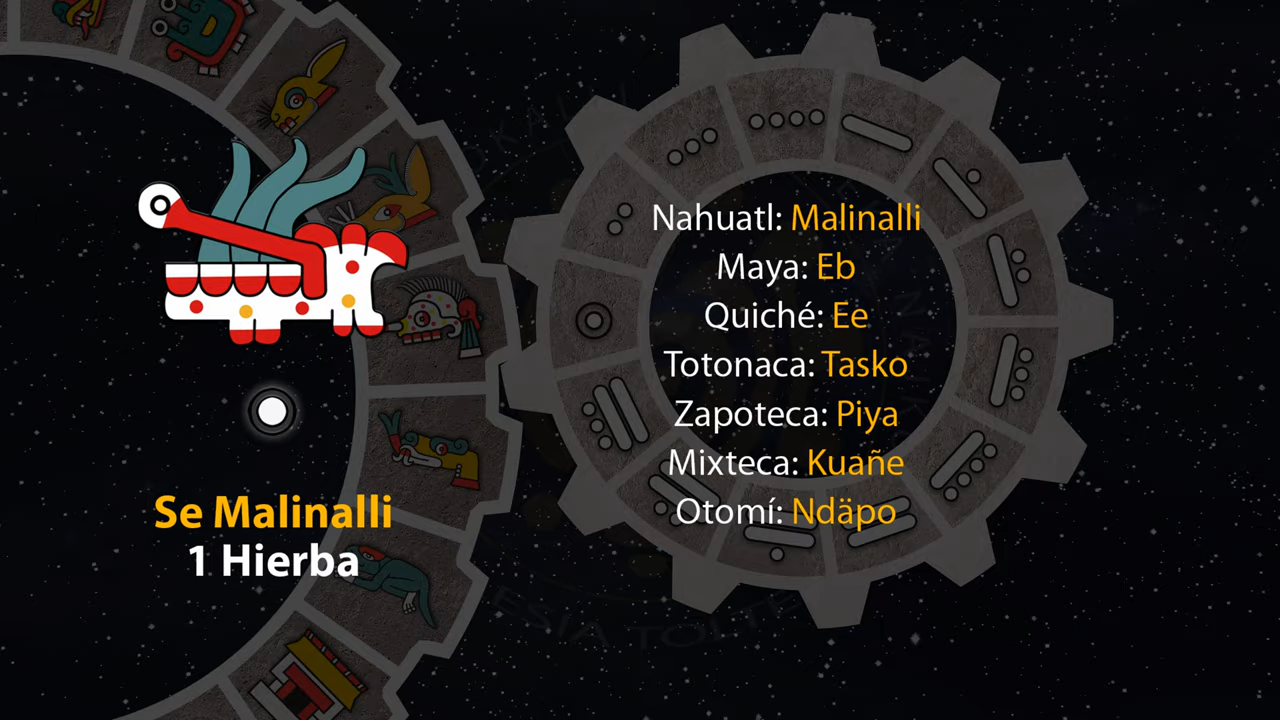 Nahuatl: Malinalli
Maya: Eb
Quiché: Ee
Totonaca: Tasko
Zapoteca: Piya
Mixteca: Kuañe
Otomí: Ndäpo
Se Malinalli
1 Hierba